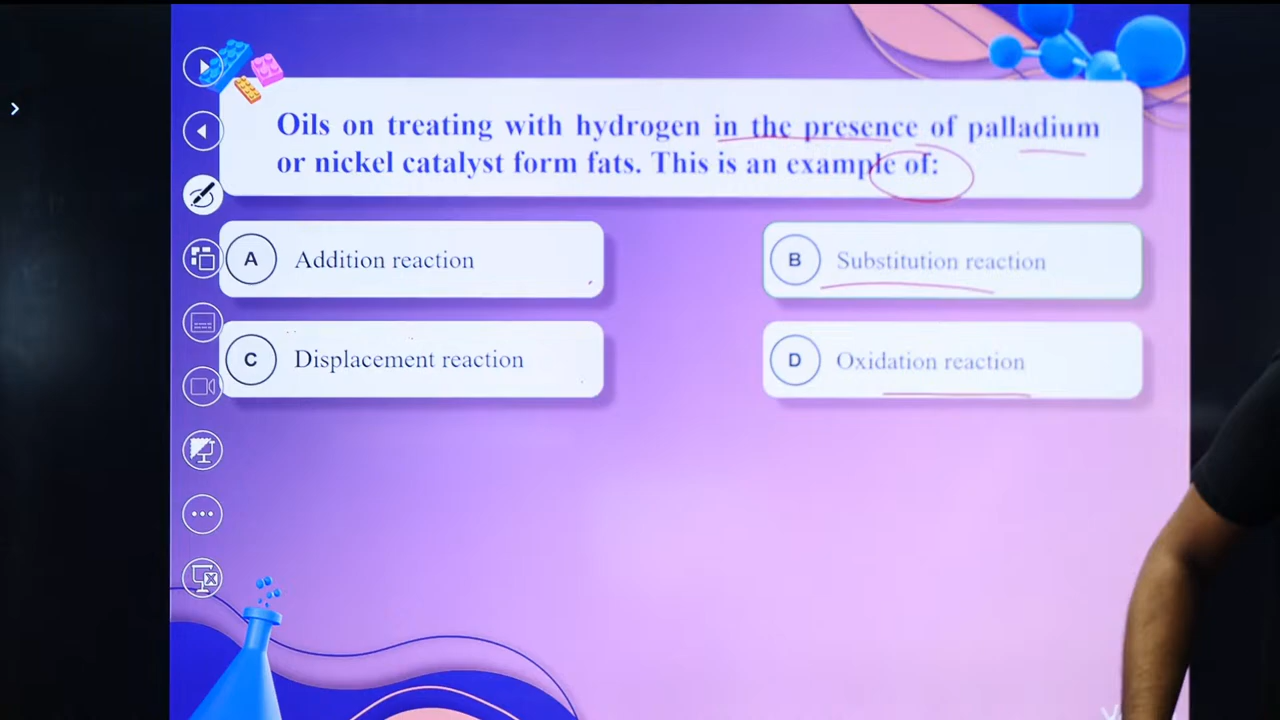 Oils on treating with hydrogen in the presence of palladium
or nickel catalyst form fats. This is an example of:
A Addition reaction
B Substitution reaction
C Displacement reaction
D Oxidation reaction